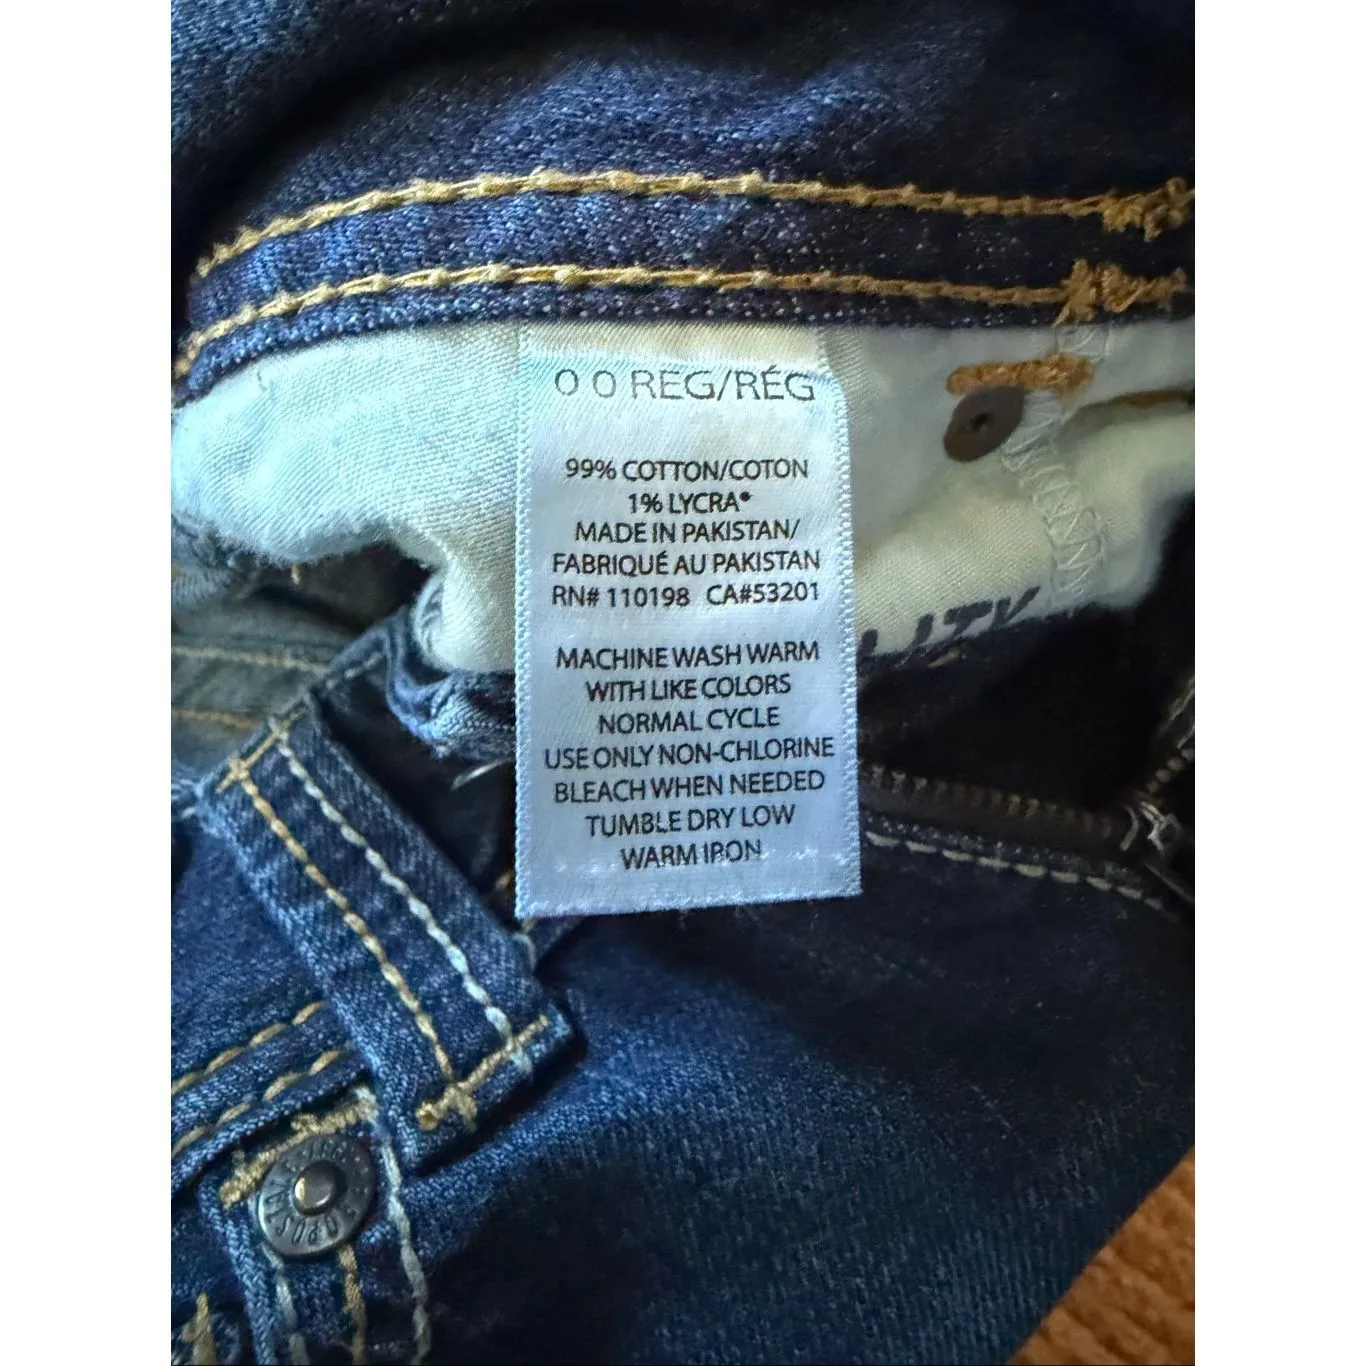 0 0 REG/RÉG
99% COTTON/COTON
1% LYCRA®
MADE IN PAKISTAN/
FABRIQUÉ AU PAKISTAN
RN# 110198 CA#53201
MACHINE WASH WARM
WITH LIKE COLORS
NORMAL CYCLE
USE ONLY NON-CHLORINE
BLEACH WHEN NEEDED
TUMBLE DRY LOW
WARM IRON